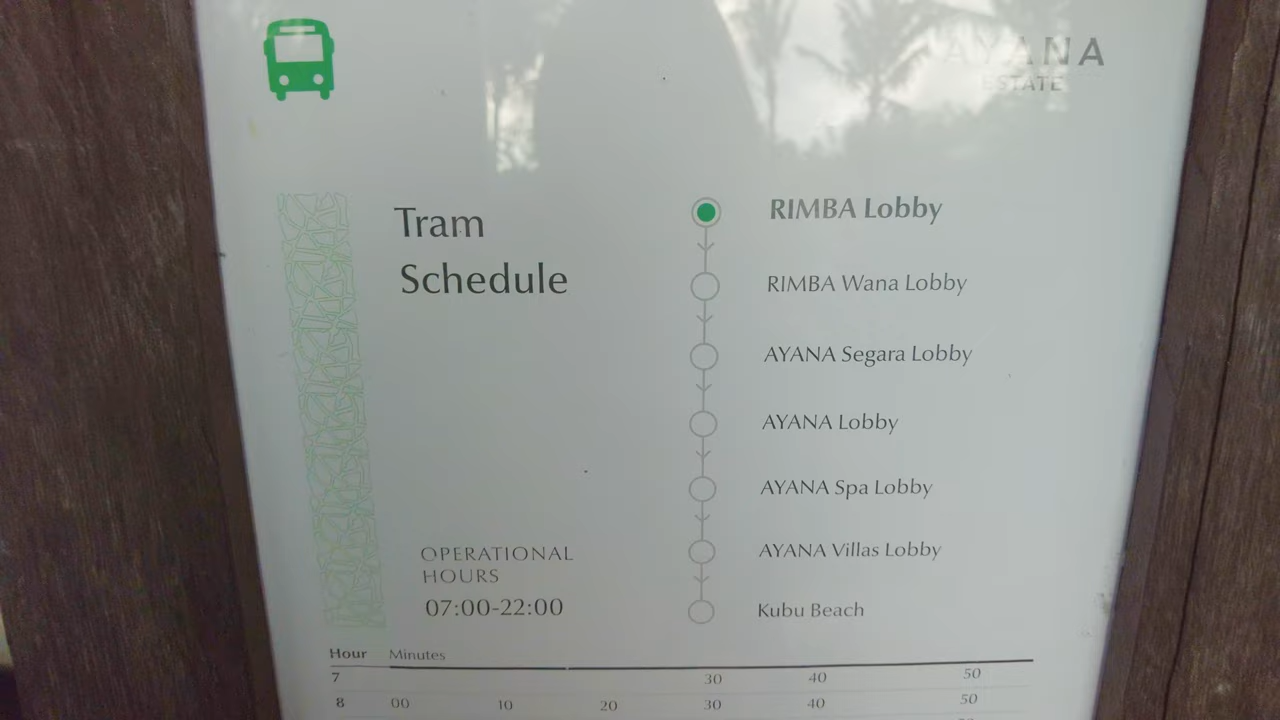 AYANA
ESTATE
Tram
Schedule
RIMBA Lobby
RIMBA Wana Lobby
AYANA Segara Lobby
AYANA Lobby
AYANA Spa Lobby
AYANA Villas Lobby
Kubu Beach
OPERATIONAL
HOURS
07:00-22:00
Hour Minutes
7 30 40 50
8 00 10 20 30 40 50